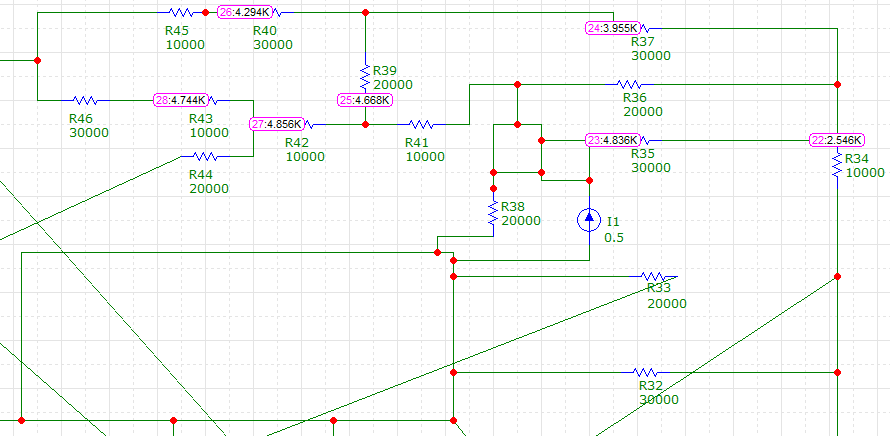 R45
10000
26:4.294K
R40
30000
24:3.955K
R37
30000
R39
20000
R46
30000
28:4.744K
R43
10000
25:4.668K
R36
20000
27:4.856K
R42
10000
R41
10000
23:4.836K
R35
30000
22:2.546K
R34
10000
R44
20000
R38
20000
I1
0.5
R33
20000
R32
30000